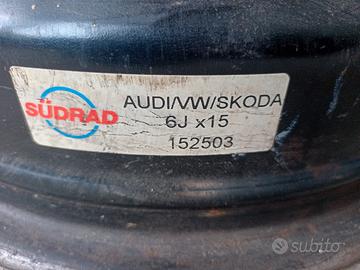 SÜDRAD
AUDI/VW/SKODA
6J x15
152503
subito